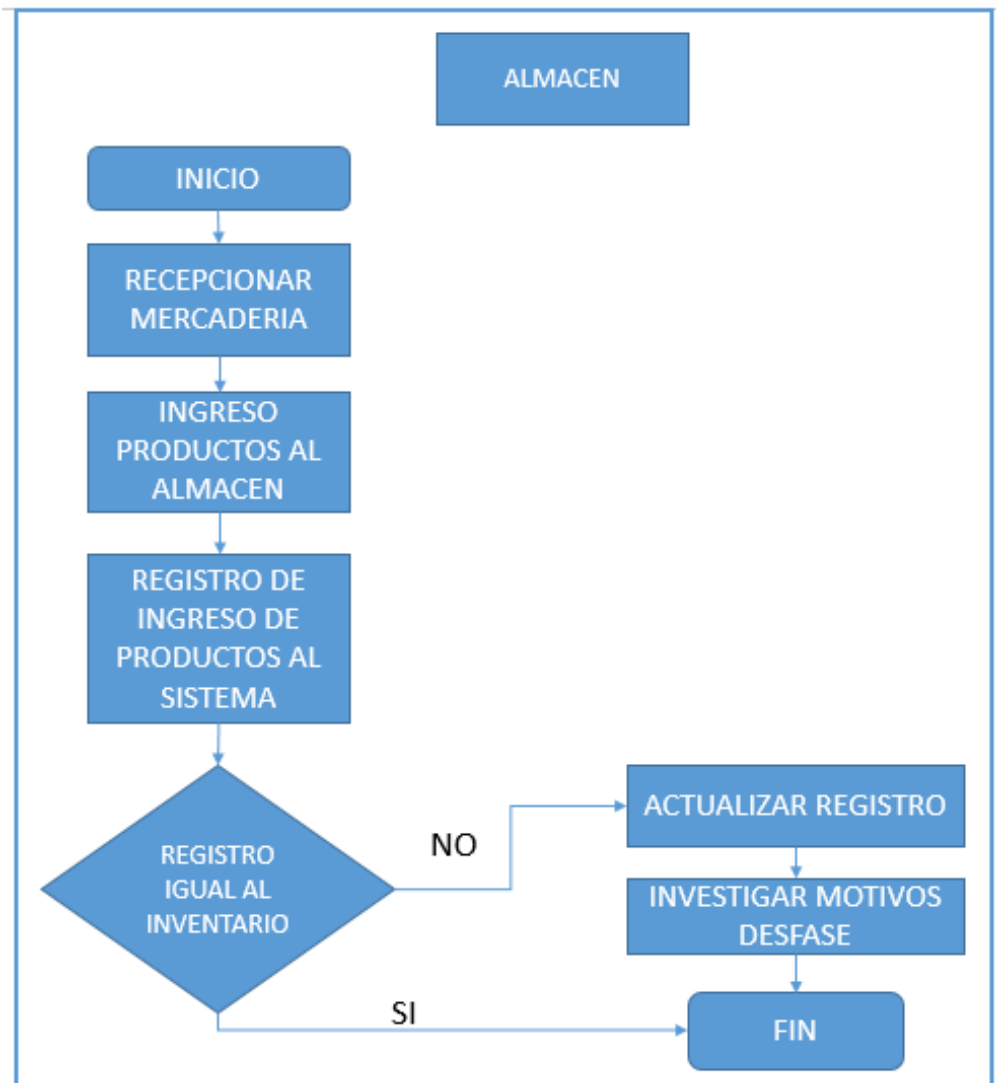 ALMACEN
INICIO
RECEPCIONAR
MERCADERIA
INGRESO
PRODUCTOS AL
ALMACEN
REGISTRO DE
INGRESO DE
PRODUCTOS AL
SISTEMA
REGISTRO
IGUAL AL
INVENTARIO
NO
ACTUALIZAR REGISTRO
INVESTIGAR MOTIVOS
DESFASE
SI
FIN